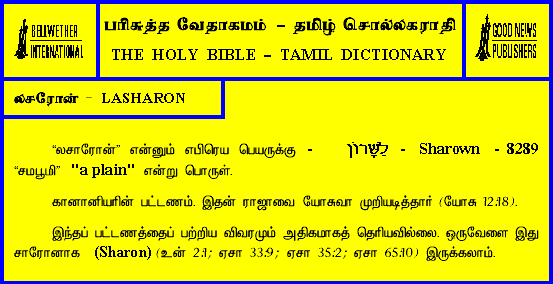 BELLWETHER
INTERNATIONAL
பரிசுத்த வேதாகமம் – தமிழ் சொல்லகராதி
THE HOLY BIBLE – TAMIL DICTIONARY
GOOD NEWS
PUBLISHERS
லசரோன் – LASHARON
“லசாரோன்” என்னும் எபிரெய பெயருக்கு - לַשָּׁרוֹן - Sharown - 8289
“சமபூமி” "a plain" என்று பொருள்.
கானானியரின் பட்டணம். இதன் ராஜாவை யோசுவா முறியடித்தார் (யோசு 12:18).
இந்தப் பட்டணத்தைப் பற்றிய விவரமும் அதிகமாகத் தெரியவில்லை. ஒருவேளை இது
சாரோனாக (Sharon) (உன் 2:1; ஏசா 33:9; ஏசா 35:2; ஏசா 65:10) இருக்கலாம்.